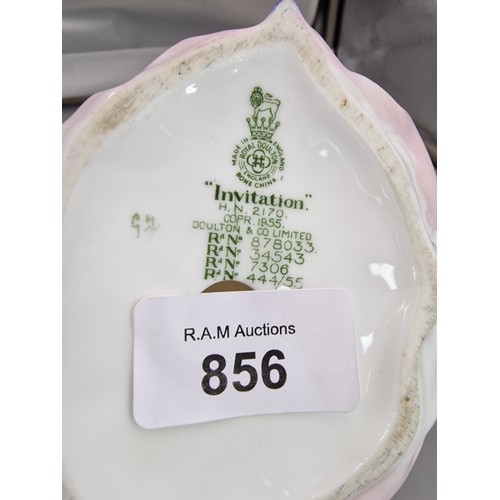 MADE IN ENGLAND
ROYAL DOULTON
ENGLAND
BONE CHINA
"Invitation."
H.N. 2170.
COPR. 1955.
DOULTON & CO LIMITED
Rd No 878033.
Rd No 34543
Rd No 7306
Rd No 444/55
R.A.M Auctions
856